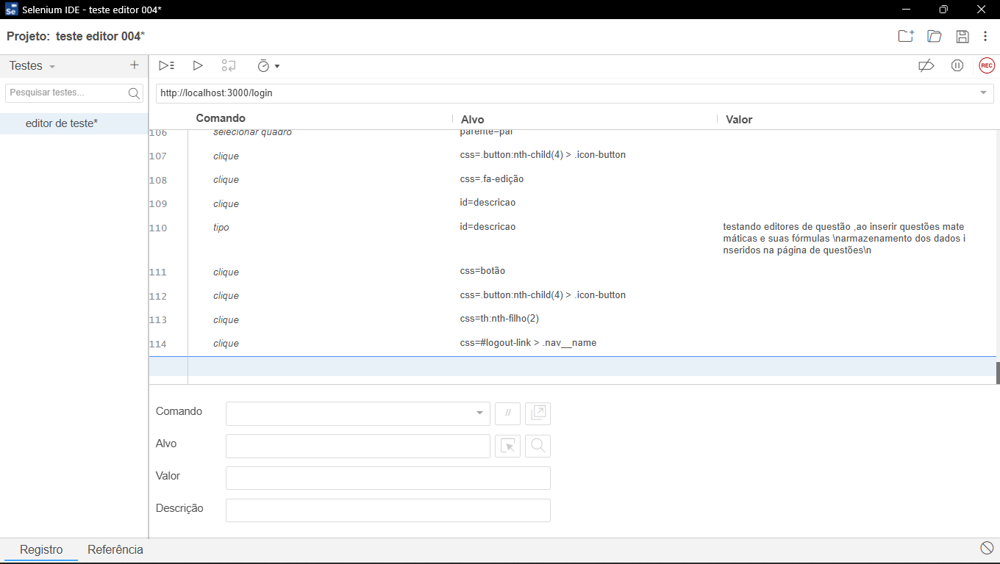 Selenium IDE - teste editor 004*
Projeto: teste editor 004*
Testes
REC
Pesquisar testes...
http://localhost:3000/login
editor de teste*
Comando Alvo Valor
106 selecionar quadro parente=pai
107 clique css=.button:nth-child(4) > .icon-button
108 clique css=.fa-edição
109 clique id=descricao
110 tipo id=descricao testando editores de questão ,ao inserir questões mate
máticas e suas fórmulas \narmazenamento dos dados i
nseridos na página de questões\n
111 clique css=botão
112 clique css=.button:nth-child(4) > .icon-button
113 clique css=th:nth-filho(2)
114 clique css=#logout-link > .nav__name
Comando //
Alvo
Valor
Descrição
Registro Referência